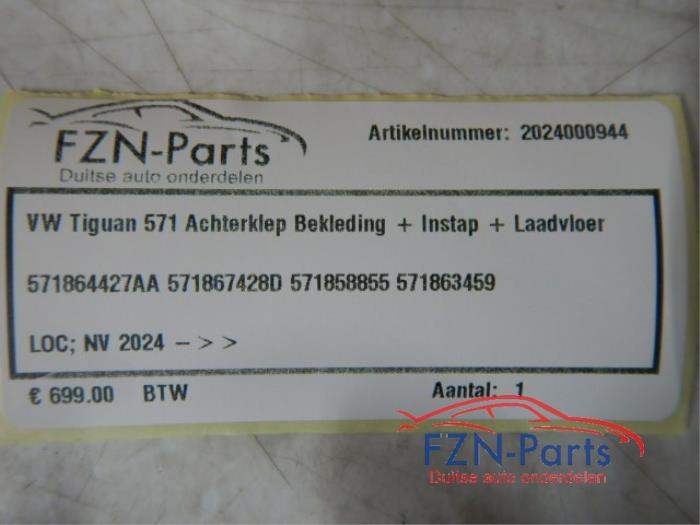 FZN-Parts
Duitse auto onderdelen
Artikelnummer: 2024000944
VW Tiguan 571 Achterklep Bekleding + Instap + Laadvloer
571864427AA 571867428D 571858855 571863459
LOC; NV 2024 -> >
€ 699.00 BTW
Aantal: 1
FZN-Parts
Duitse auto onderdelen